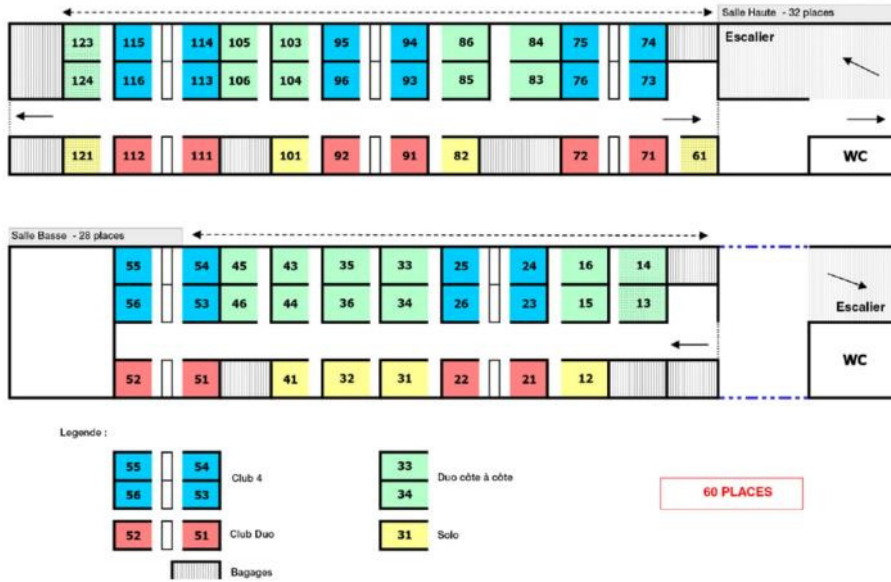 Salle Haute - 32 places
123 115 114 105 103 95 94 86 84 75 74 Escalier
124 116 113 106 104 96 93 85 83 76 73
121 112 111 101 92 91 82 72 71 61 WC
Salle Basse - 28 places
55 54 45 43 35 33 25 24 16 14
56 53 46 44 36 34 26 23 15 13 Escalier
52 51 41 32 31 22 21 12 WC
Legende :
55 54 33
Club 4 Duo côte à côte
56 53 34
60 PLACES
52 51 Club Duo 31 Solo
Bagages